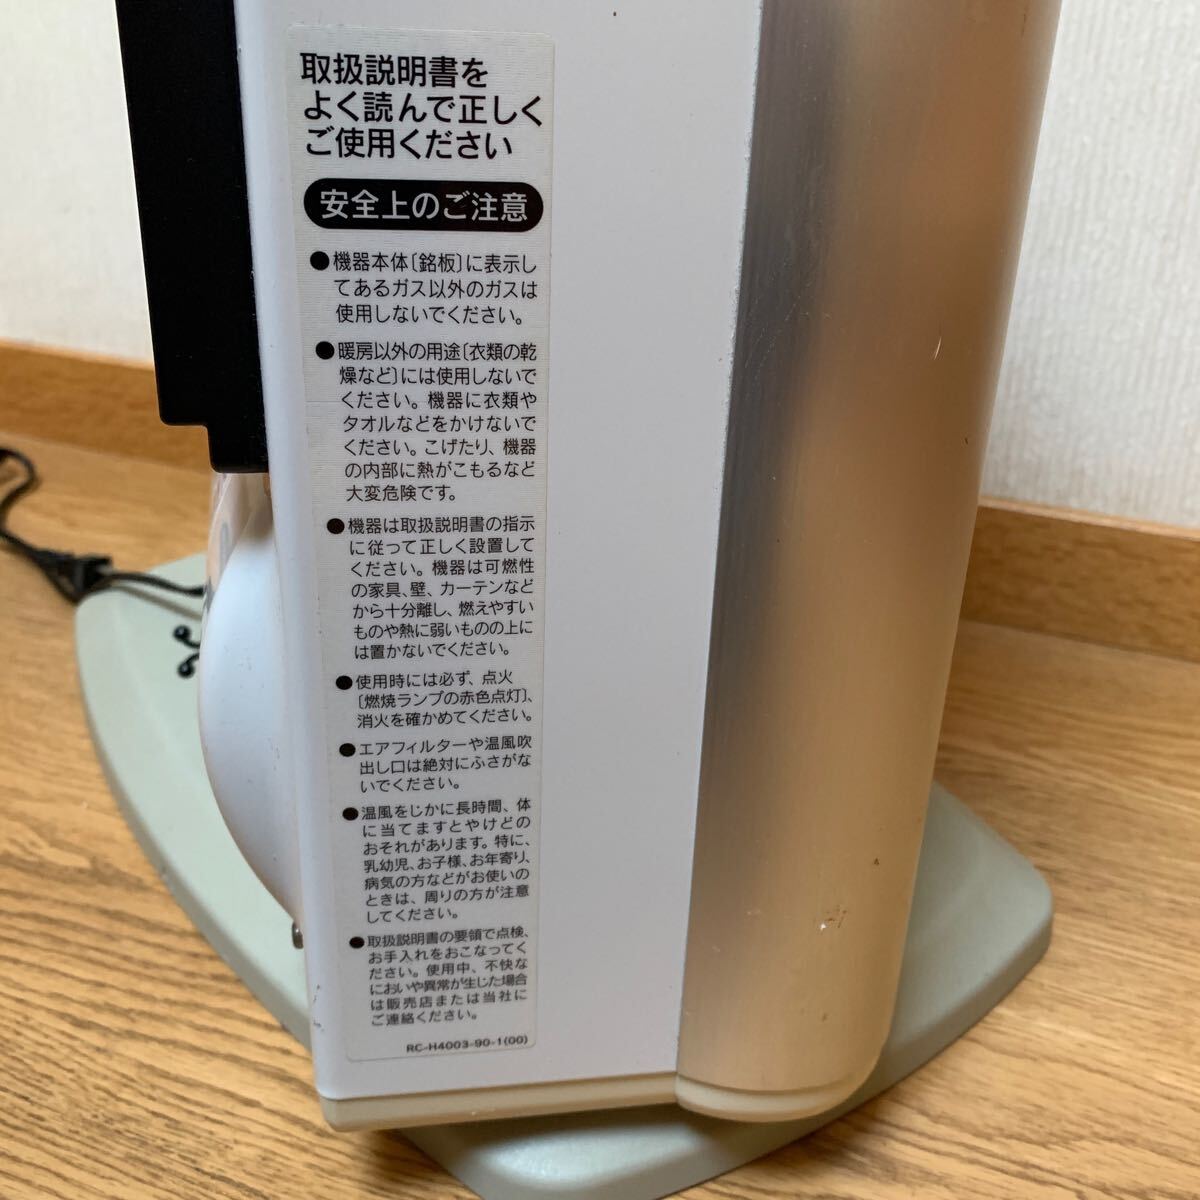 取扱説明書を
よく読んで正しく
ご使用ください
安全上のご注意
●機器本体〔銘板〕に表示し
てあるガス以外のガスは
使用しないでください。
●暖房以外の用途〔衣類の乾
燥など〕には使用しないで
ください。機器に衣類や
タオルなどをかけないで
ください。こげたり、機器
の内部に熱がこもるなど
大変危険です。
●機器は取扱説明書の指示
に従って正しく設置して
ください。機器は可燃性
の家具、壁、カーテンなど
から十分離し、燃えやすい
ものや熱に弱いものの上に
は置かないでください。
●使用時には必ず、点火
〔燃焼ランプの赤色点灯〕、
消火を確かめてください。
●エアフィルターや温風吹
出し口は絶対にふさがな
いでください。
●温風をじかに長時間、体
に当てますとやけどの
おそれがあります。特に、
乳幼児、お子様、お年寄り、
病気の方などがお使いの
ときは、周りの方が注意
してください。
●取扱説明書の要領で点検、
お手入れをおこなってく
ださい。使用中、不快な
においや異常が生じた場合
は販売店または当社に
ご連絡ください。
RC-H4003-90-1(00)